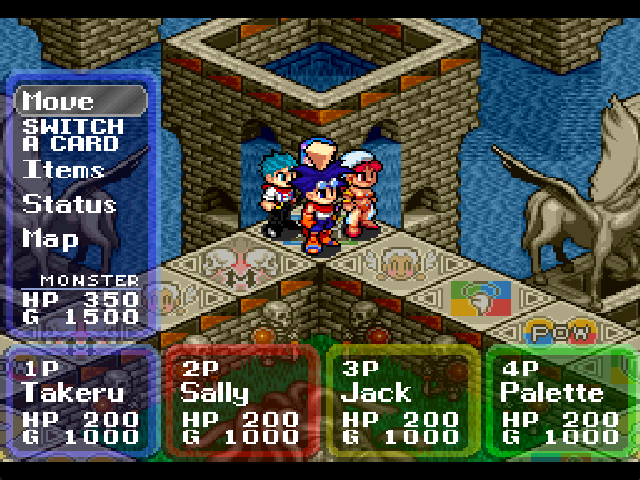 Move
SWITCH
A CARD
Items
Status
Map
MONSTER
HP 350
G 1500
POW
1P
Takeru
HP 200
G 1000
2P
Sally
HP 200
G 1000
3P
Jack
HP 200
G 1000
4P
Palette
HP 200
G 1000